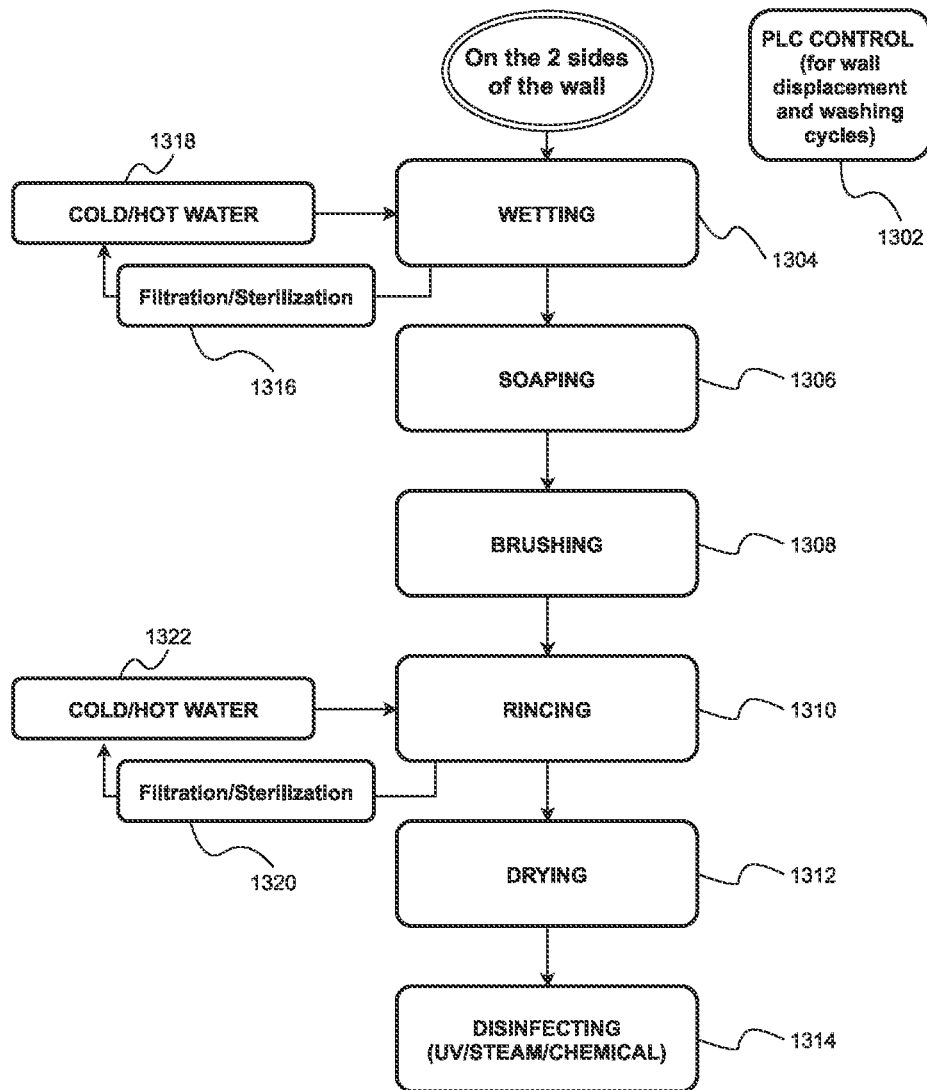 On the 2 sides
of the wall
PLC CONTROL
(for wall
displacement
and washing
cycles)
1302
1318
COLD/HOT WATER
WETTING
1304
Filtration/Sterilization
1316
SOAPING
1306
BRUSHING
1308
1322
COLD/HOT WATER
RINCING
1310
Filtration/Sterilization
1320
DRYING
1312
DISINFECTING
(UV/STEAM/CHEMICAL)
1314